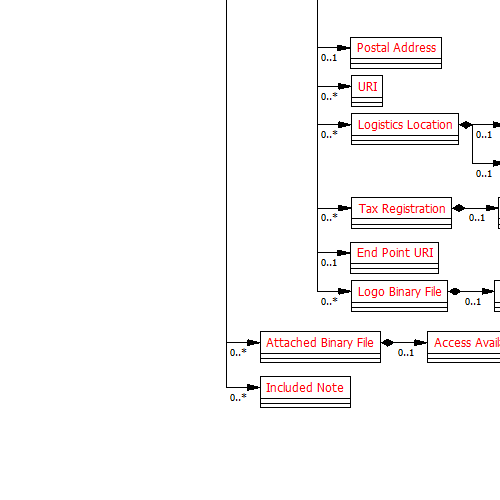 Postal Address
0..1
URI
0..*
Logistics Location
0..*
0..1
0..1
Tax Registration
0..*
0..1
End Point URI
0..1
Logo Binary File
0..*
0..1
Attached Binary File
0..*
0..1
Access
Included Note
0..*